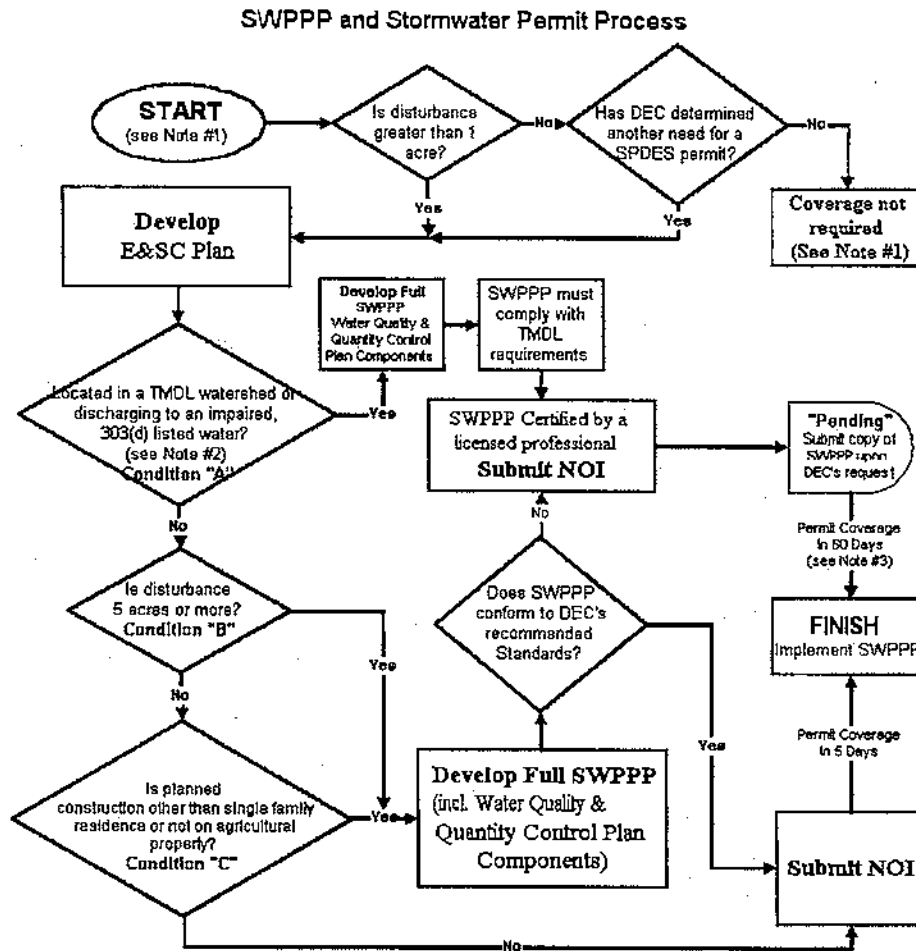 SWPPP and Stormwater Permit Process
START
(see Note #1)
Is disturbance
greater than 1
acre?
No
Has DEC determined
another need for a
SPDES permit?
No
Yes
Yes
Coverage not
required
(See Note #1)
Develop
E&SC Plan
Develop Full
SWPPP
Water Quality &
Quantity Control
Plan Components
SWPPP must
comply with
TMDL
requirements
Located in a TMDL watershed or
discharging to an impaired,
303(d) listed water?
(see Note #2)
Condition "A"
Yes
SWPPP Certified by a
licensed professional
Submit NOI
"Pending"
Submit copy of
SWPPP upon
DEC's request
No
No
Permit Coverage
In 60 Days
(see Note #3)
Is disturbance
5 acres or more?
Condition "B"
Yes
Does SWPPP
conform to DEC's
recommended
Standards?
FINISH
Implement SWPPP
No
Yes
Permit Coverage
In 5 Days
Is planned
construction other than single family
residence or not on agricultural
property?
Condition "C"
Yes
Develop Full SWPPP
(incl. Water Quality &
Quantity Control Plan
Components)
Submit NOI
No